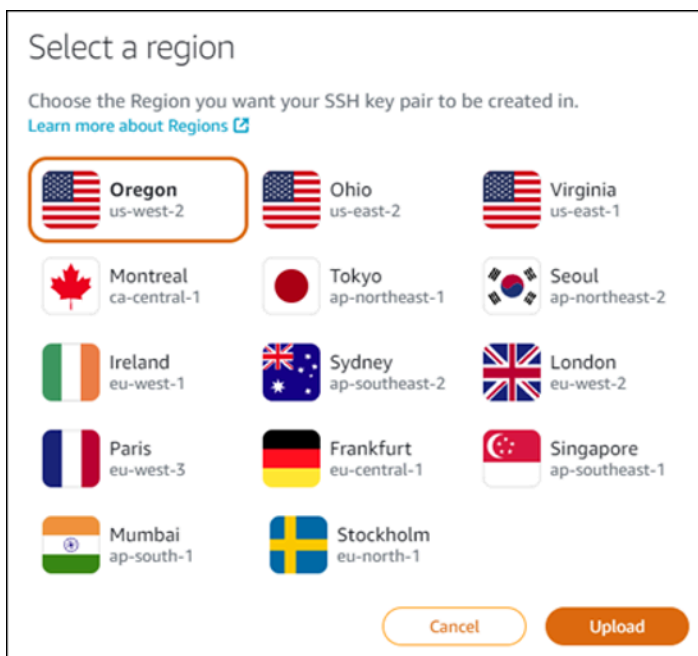 Select a region
Choose the Region you want your SSH key pair to be created in.
Learn more about Regions
Oregon
us-west-2
Ohio
us-east-2
Virginia
us-east-1
Montreal
ca-central-1
Tokyo
ap-northeast-1
Seoul
ap-northeast-2
Ireland
eu-west-1
Sydney
ap-southeast-2
London
eu-west-2
Paris
eu-west-3
Frankfurt
eu-central-1
Singapore
ap-southeast-1
Mumbai
ap-south-1
Stockholm
eu-north-1
Cancel
Upload